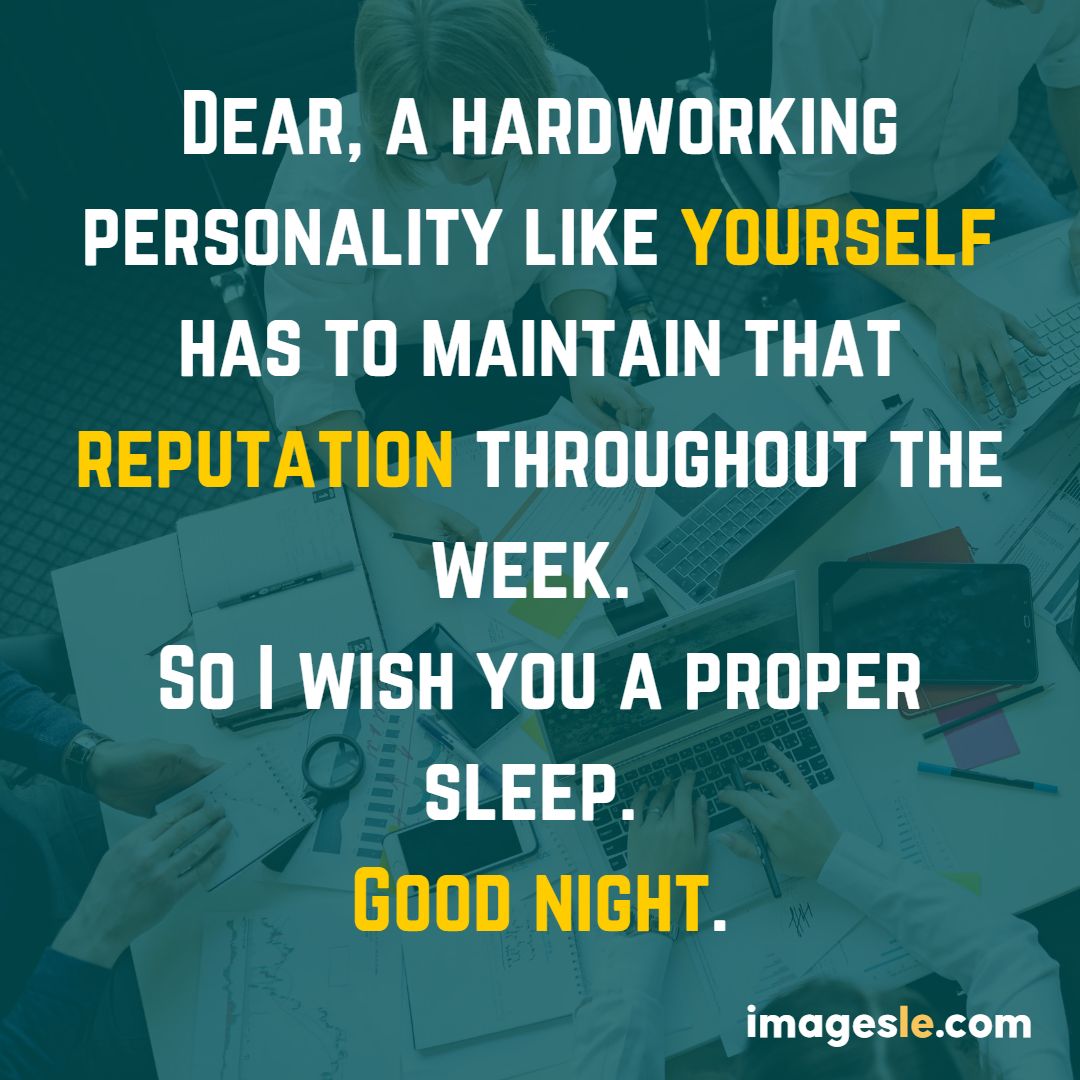 Dear, a hardworking
personality like yourself
has to maintain that
reputation throughout the
week.
So I wish you a proper
sleep.
Good night.
imagesle.com